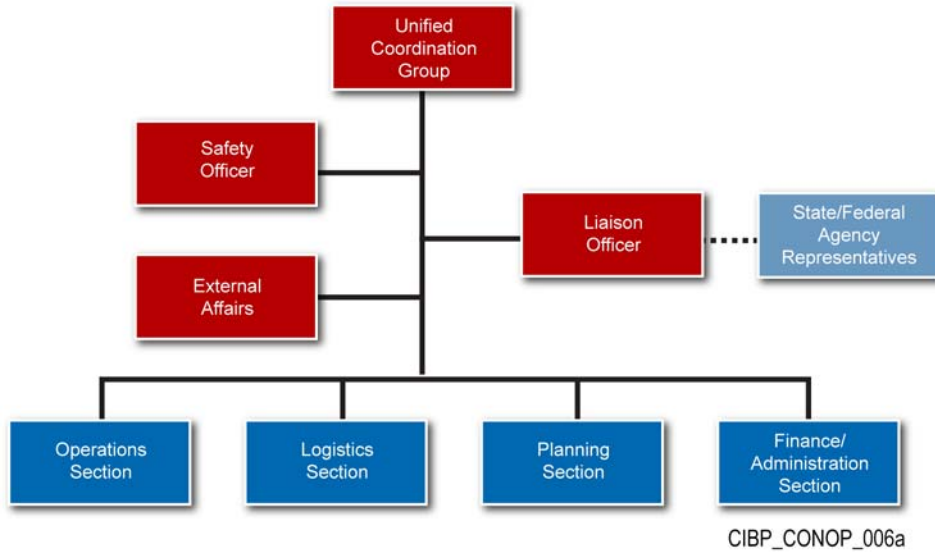 Unified
Coordination
Group
Safety
Officer
Liaison
Officer
State/Federal
Agency
Representatives
External
Affairs
Operations
Section
Logistics
Section
Planning
Section
Finance/
Administration
Section
CIBP_CONOP_006a